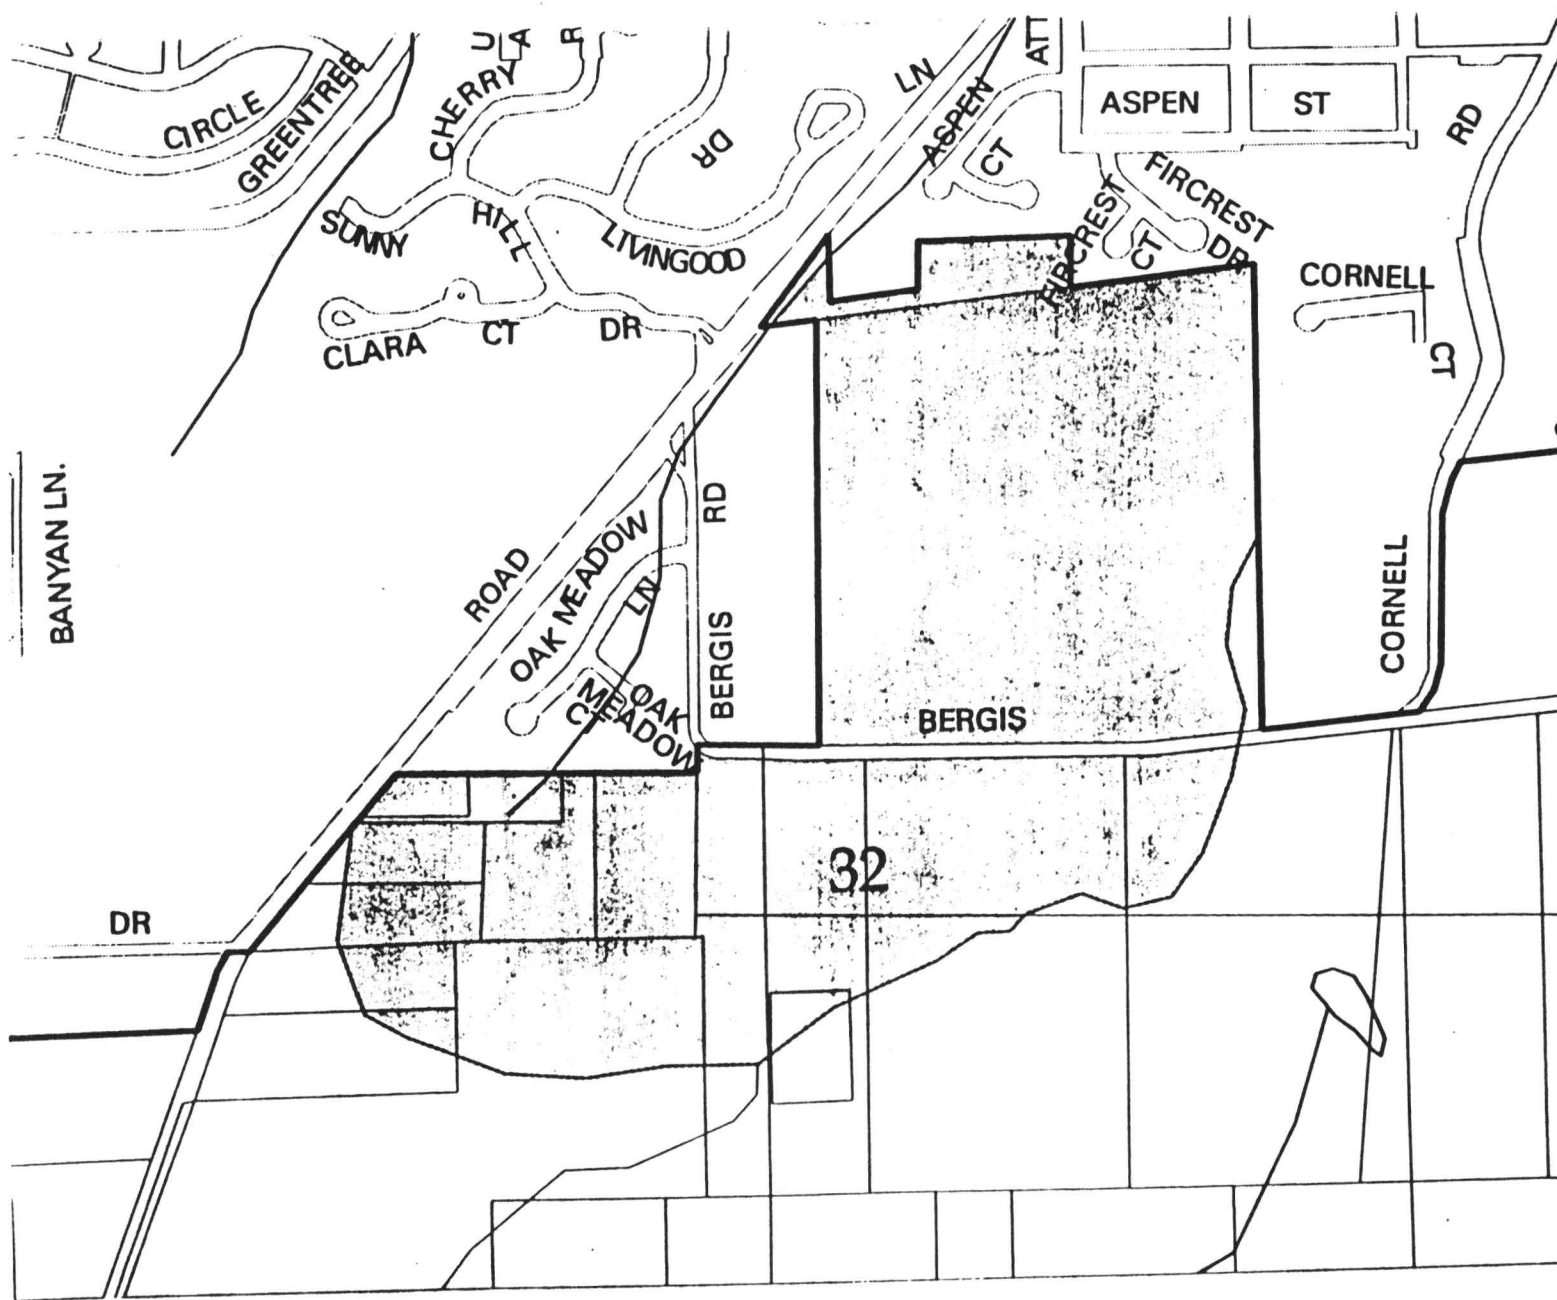 CIRCLE
GREENTREE
CHERRY
DR
LN
ASPEN
CT
ASPEN ST
RD
SUNNY HILL
LIVINGOOD
FIRCREST
DR
FIRCREST
CT
CORNELL
CT
CLARA CT
DR
BANYAN LN.
ROAD
OAK MEADOW
LN
RD
BERGIS
OAK
MEADOW
CT
BERGIS
CORNELL
32
DR